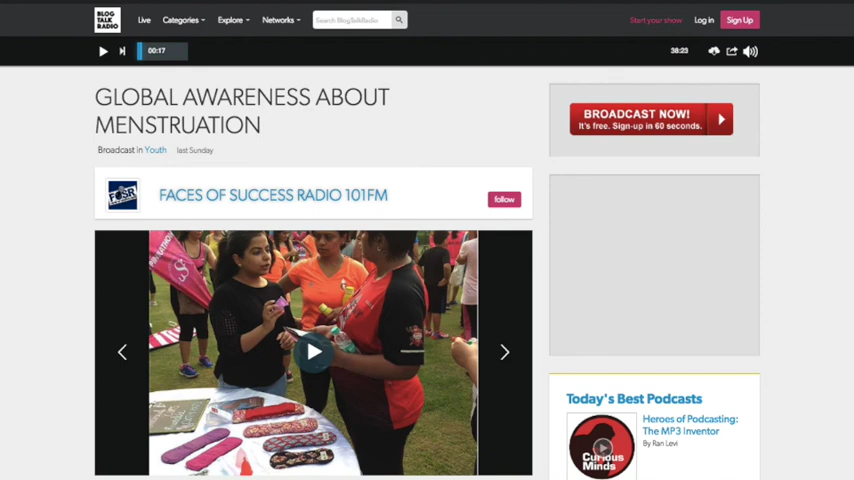 BLOG
TALK
RADIO
Live
Categories
Explore
Networks
Search BlogTalkRadio
Start your show
Log in
Sign Up
00:17
38:23
GLOBAL AWARENESS ABOUT
MENSTRUATION
Broadcast in Youth
last Sunday
FOSR
FACES OF SUCCESS RADIO 101FM
follow
BROADCAST NOW!
It's free. Sign-up in 60 seconds.
Today's Best Podcasts
Heroes of Podcasting:
The MP3 Inventor
By Ran Levi
Curious
Minds